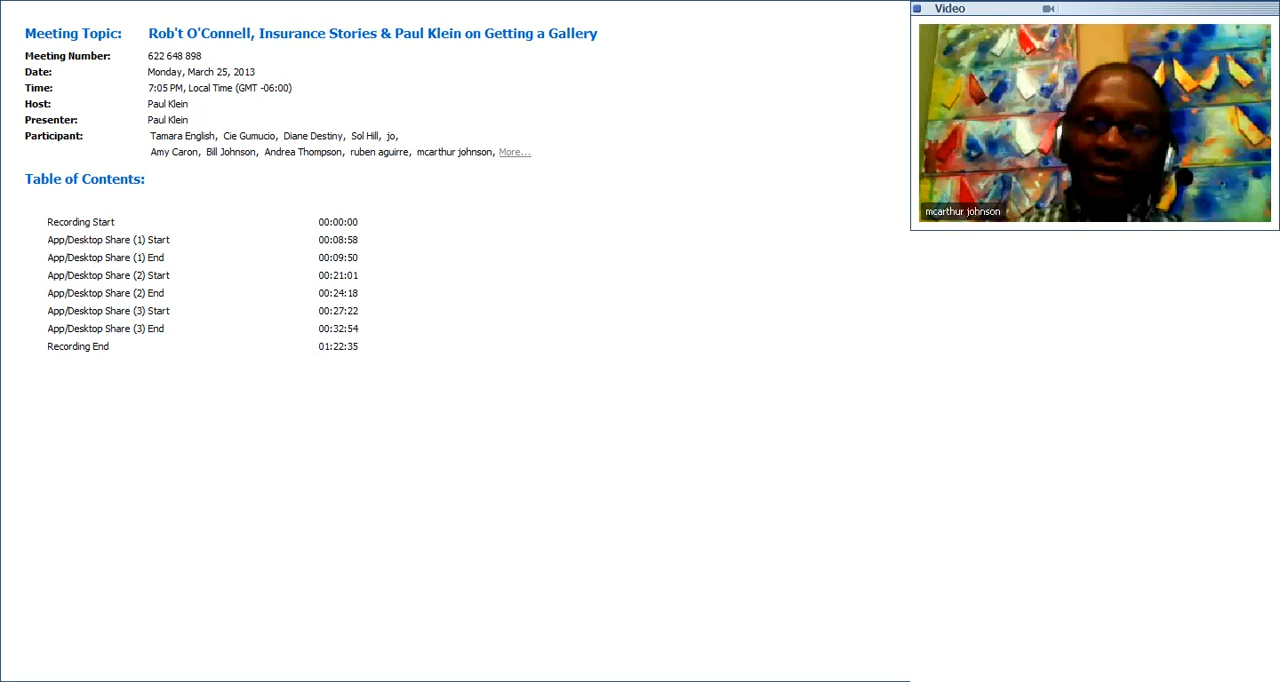 Meeting Topic: Rob't O'Connell, Insurance Stories & Paul Klein on Getting a Gallery
Meeting Number: 622 648 898
Date: Monday, March 25, 2013
Time: 7:05 PM, Local Time (GMT -06:00)
Host: Paul Klein
Presenter: Paul Klein
Participant: Tamara English, Cie Gumucio, Diane Destiny, Sol Hill, jo,
Amy Caron, Bill Johnson, Andrea Thompson, ruben aguirre, mcarthur johnson, More...
Table of Contents:
Recording Start 00:00:00
App/Desktop Share (1) Start 00:08:58
App/Desktop Share (1) End 00:09:50
App/Desktop Share (2) Start 00:21:01
App/Desktop Share (2) End 00:24:18
App/Desktop Share (3) Start 00:27:22
App/Desktop Share (3) End 00:32:54
Recording End 01:22:35
Video
mcarthur johnson